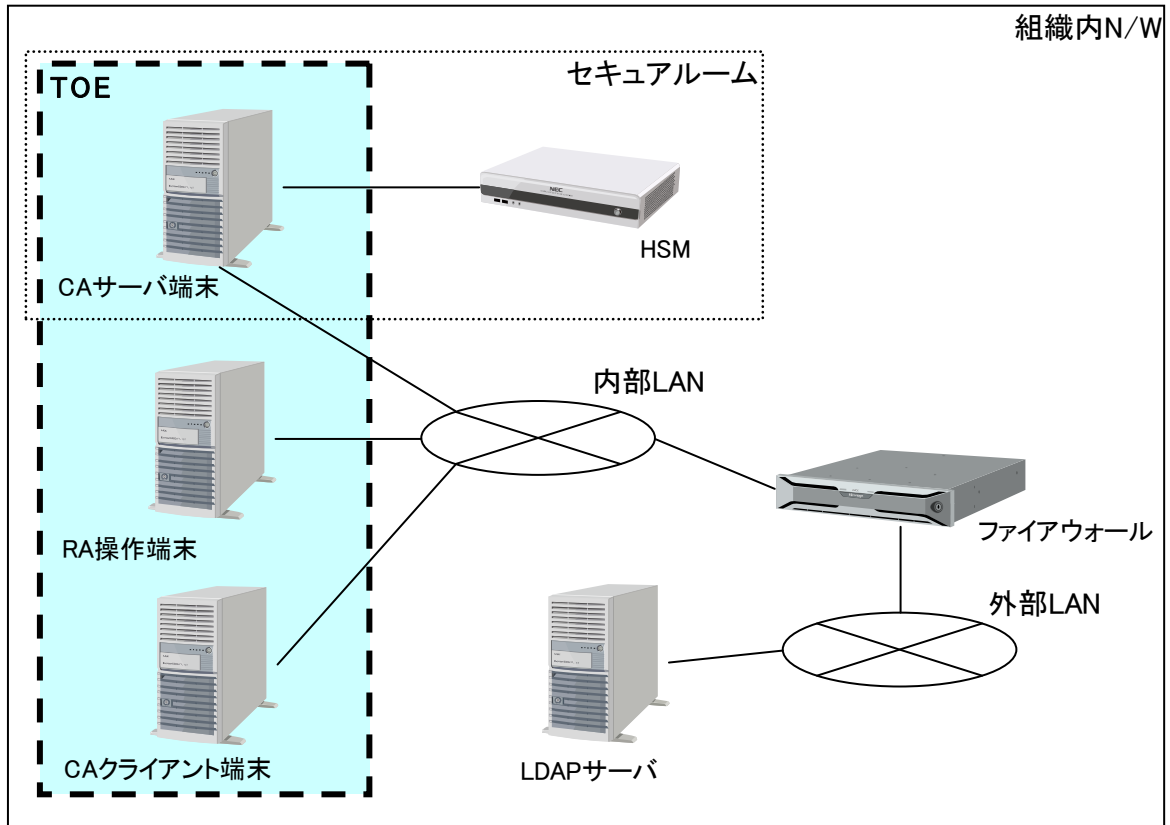 組織内N/W
セキュアルーム
TOE
NEC
HSM
CAサーバ端末
内部LAN
RA操作端末
ファイアウォール
外部LAN
CAクライアント端末
LDAPサーバ